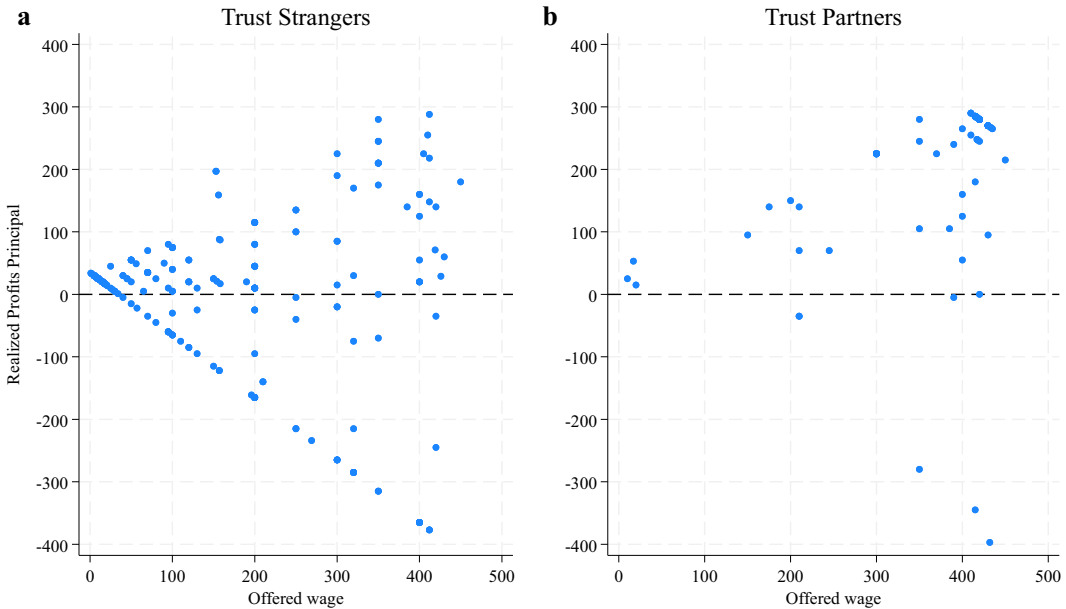 a
Trust Strangers
Realized Profits Principal
400
300
200
100
0
-100
-200
-300
-400
0 100 200 300 400 500
Offered wage
b
Trust Partners
400
300
200
100
0
-100
-200
-300
-400
0 100 200 300 400 500
Offered wage